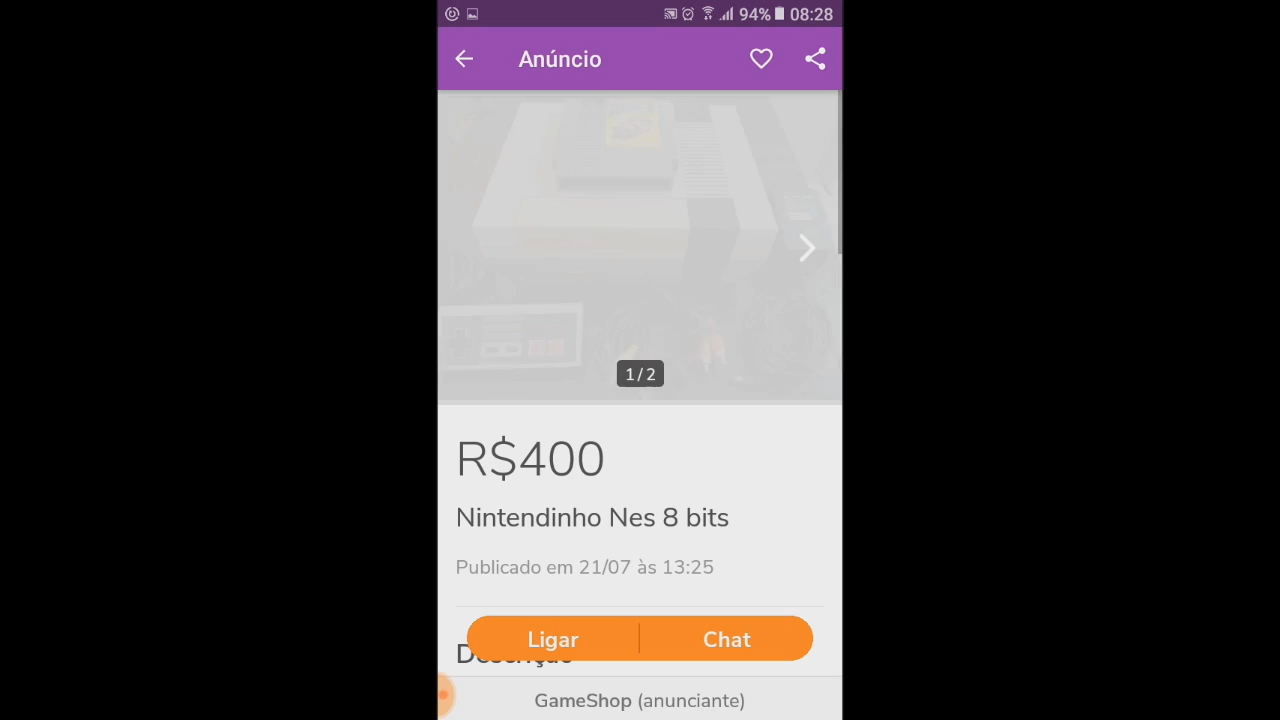 94% 08:28
Anúncio
1 / 2
R$400
Nintendinho Nes 8 bits
Publicado em 21/07 às 13:25
Ligar Chat
Descrição
GameShop (anunciante)